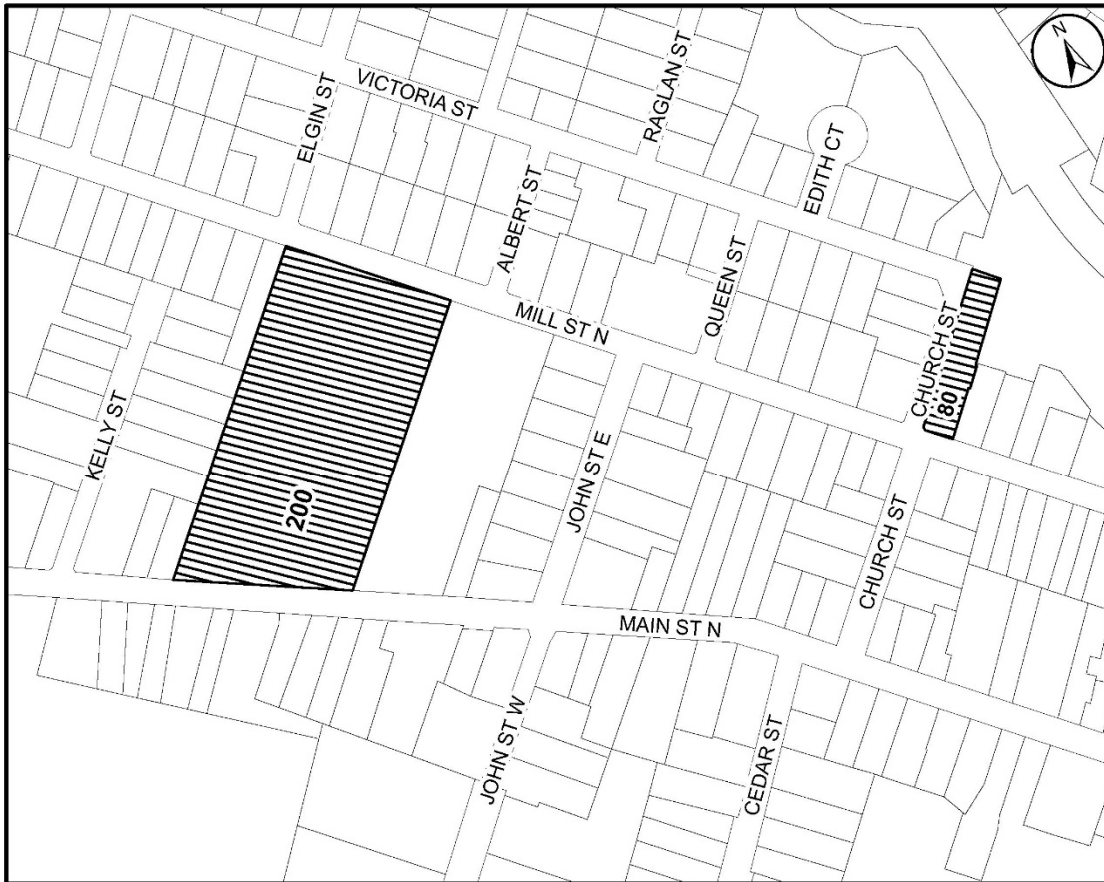 N
VICTORIA ST
ELGIN ST
RAGLAN ST
EDITH CT
ALBERT ST
QUEEN ST
MILL ST N
CHURCH ST
80
KELLY ST
200
JOHN ST E
CHURCH ST
MAIN ST N
JOHN ST W
CEDAR ST